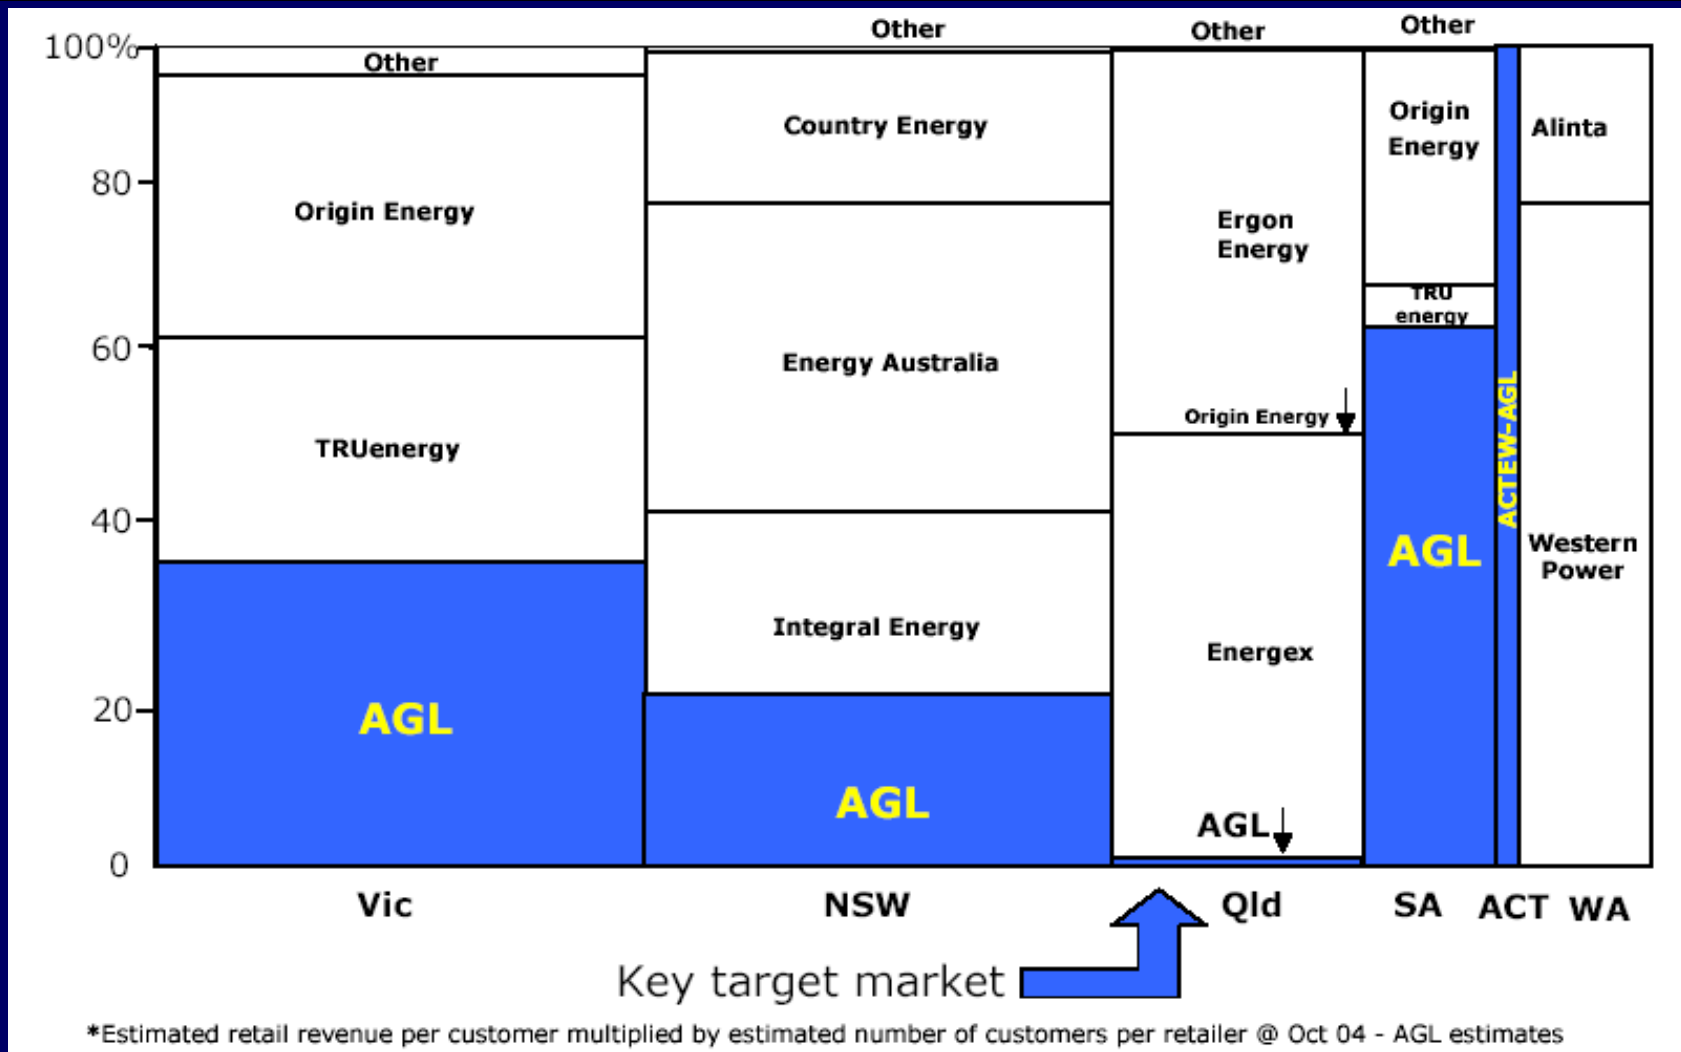 Other
Other
Other
100%
Other
Country Energy
Origin
Energy
Alinta
80
Origin Energy
Ergon
Energy
TRU
energy
60
Energy Australia
Origin Energy
TRUenergy
ACTEW-AGL
40
AGL
Western
Power
Integral Energy
Energex
20
AGL
AGL
AGL
0
Vic
NSW
Qld
SA
ACT
WA
Key target market
*Estimated retail revenue per customer multiplied by estimated number of customers per retailer @ Oct 04 - AGL estimates